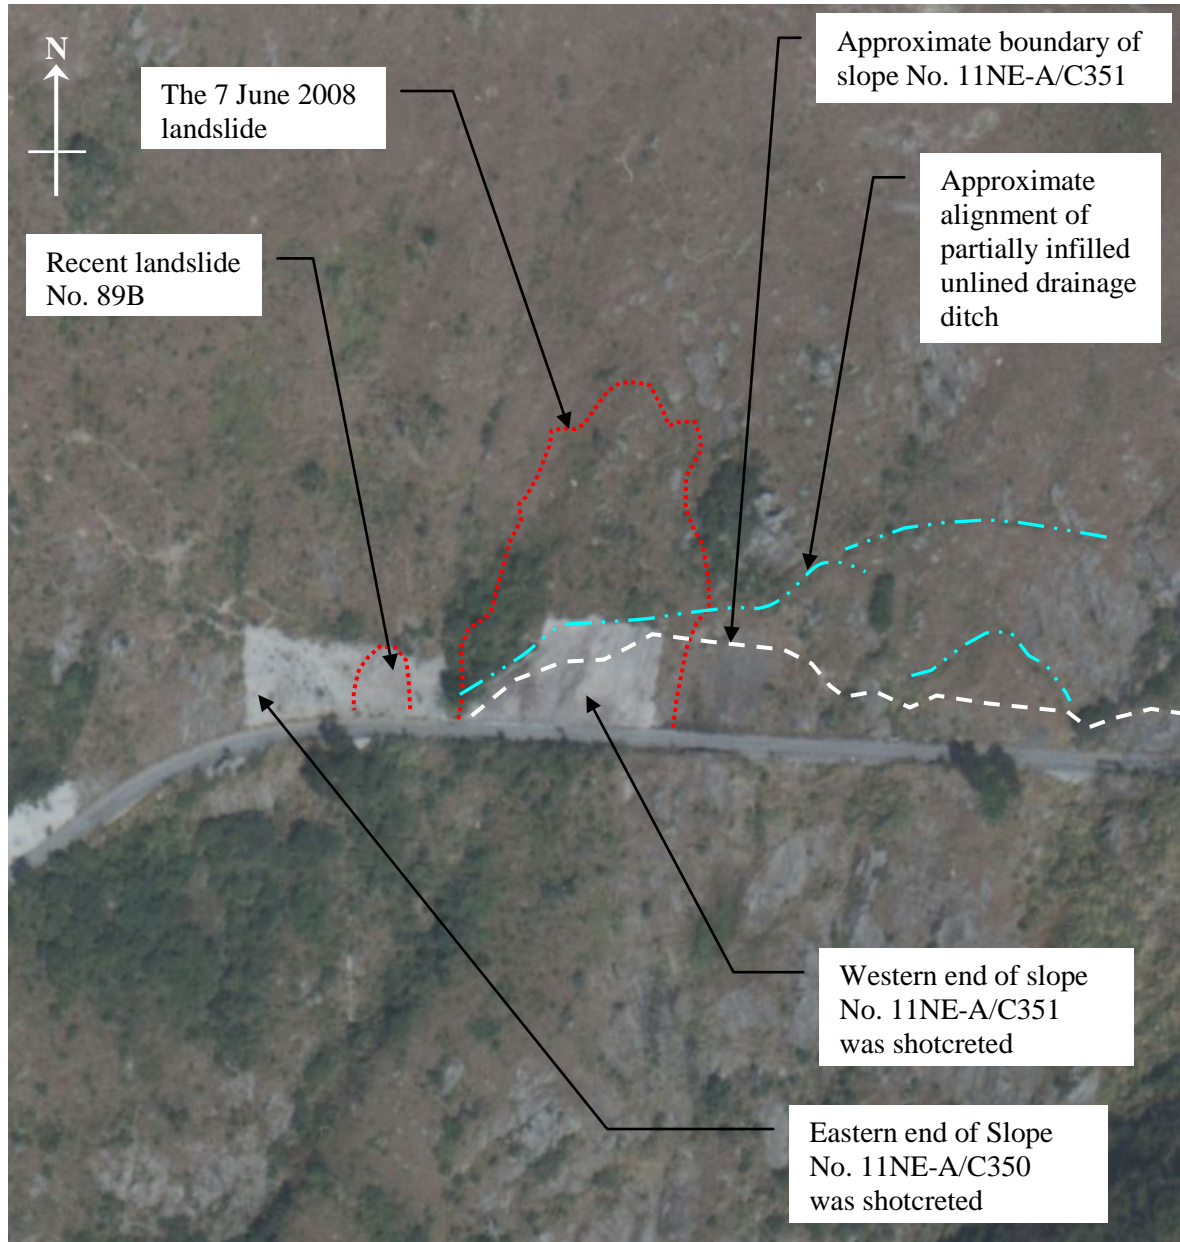 N
The 7 June 2008
landslide
Approximate boundary of
slope No. 11NE-A/C351
Approximate
alignment of
partially infilled
unlined drainage
ditch
Recent landslide
No. 89B
Western end of slope
No. 11NE-A/C351
was shotcreted
Eastern end of Slope
No. 11NE-A/C350
was shotcreted